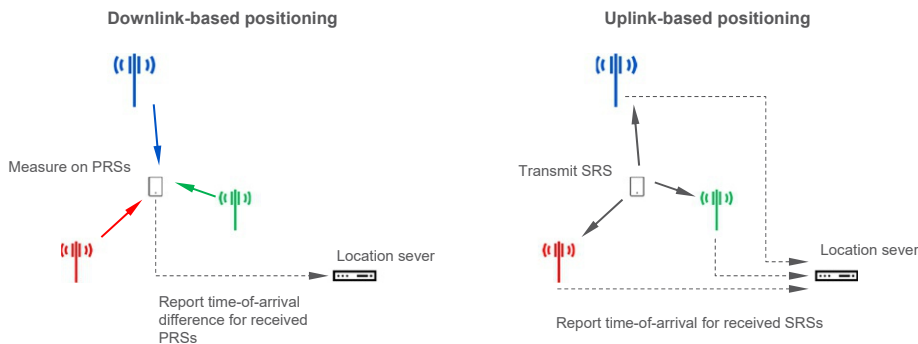 Downlink-based positioning
Measure on PRSs
Location sever
Report time-of-arrival
difference for received
PRSs
Uplink-based positioning
Transmit SRS
Location sever
Report time-of-arrival for received SRSs